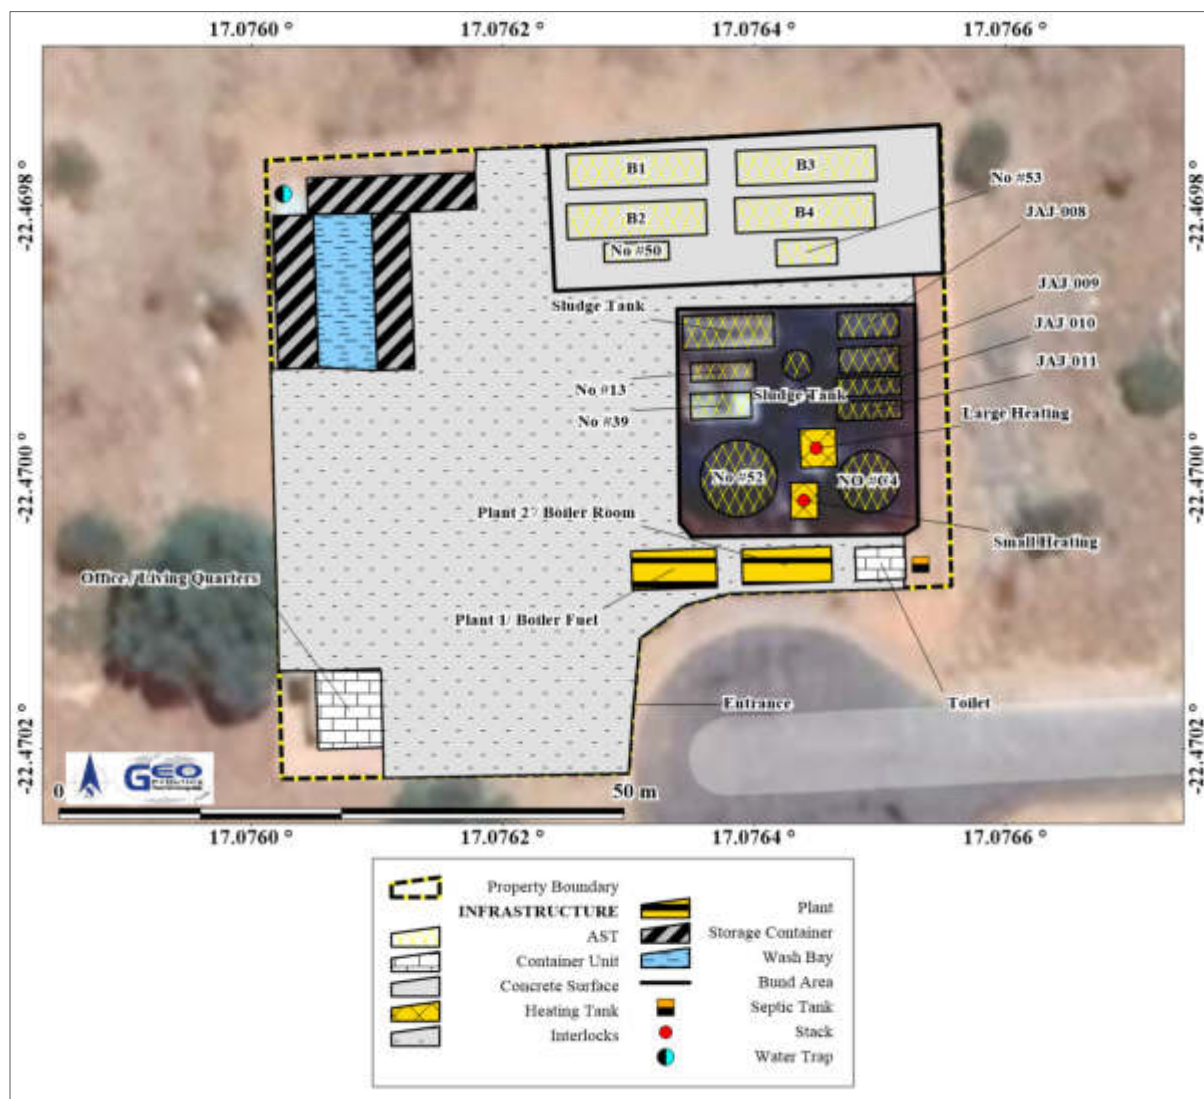 17.0760 ° 17.0762 ° 17.0764 ° 17.0766 °
-22.4698 °
-22.4698 °
B1
B3
No #53
B2
B4
JAJ 008
No #50
JAJ 009
Sludge Tank
JAJ 010
JAJ 011
No #13
Sludge Tank
Large Heating
No #39
-22.4700 °
-22.4700 °
No #52
Plant 2 / Boiler Room
Small Heating
Office / Living Quarters
Plant 1/ Boiler Fuel
Entrance
Toilet
-22.4702 °
-22.4702 °
GEO
0
50 m
17.0760 ° 17.0762 ° 17.0764 ° 17.0766 °
Property Boundary
INFRASTRUCTURE
AST
Container Unit
Concrete Surface
Heating Tank
Interlocks
Plant
Storage Container
Wash Bay
Bund Area
Septic Tank
Stack
Water Trap